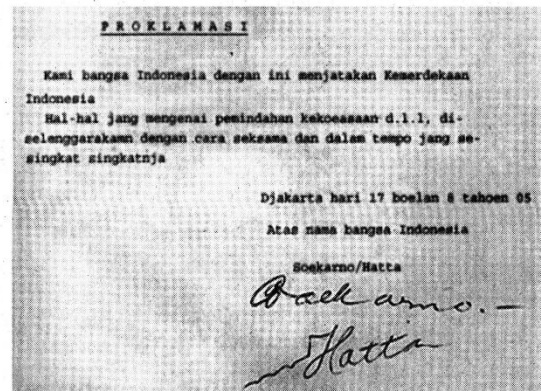 P R O K L A M A S I
Kami bangsa Indonesia dengan ini menjatakan Kemerdekaan
Indonesia
Hal-hal jang mengenai pemindahan kekoeasaan d.l.l, di-
selenggarakamn dengan cara seksama dan dalam tempo jang se-
singkat singkatnja
Djakarta hari 17 boelan 8 tahoen 05
Atas nama bangsa Indonesia
Soekarno/Hatta
Soekarno.-
Hatta